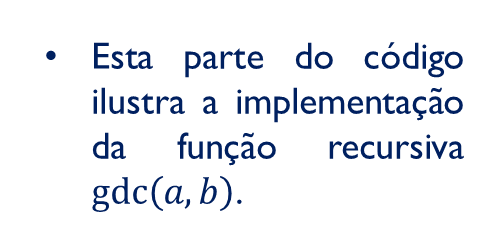 • Esta parte do código
ilustra a implementação
da função recursiva
gdc(a, b).